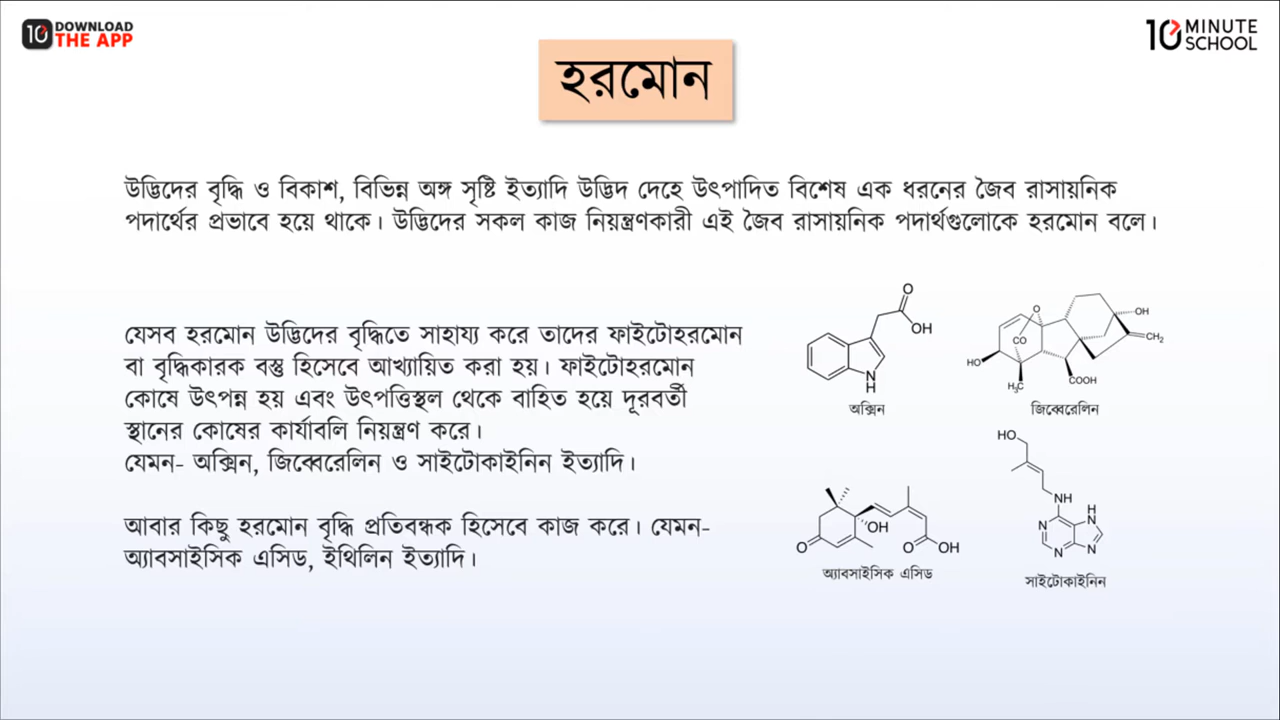 10 DOWNLOAD THE APP
10 MINUTE SCHOOL
হরমোন
উদ্ভিদের বৃদ্ধি ও বিকাশ, বিভিন্ন অঙ্গ সৃষ্টি ইত্যাদি উদ্ভিদ দেহে উৎপাদিত বিশেষ এক ধরনের জৈব রাসায়নিক
পদার্থের প্রভাবে হয়ে থাকে। উদ্ভিদের সকল কাজ নিয়ন্ত্রণকারী এই জৈব রাসায়নিক পদার্থগুলোকে হরমোন বলে।
যেসব হরমোন উদ্ভিদের বৃদ্ধিতে সাহায্য করে তাদের ফাইটোহরমোন
বা বৃদ্ধিকারক বস্তু হিসেবে আখ্যায়িত করা হয়। ফাইটোহরমোন
কোষে উৎপন্ন হয় এবং উৎপত্তিস্থল থেকে বাহিত হয়ে দূরবর্তী
স্থানের কোষের কার্যাবলি নিয়ন্ত্রণ করে।
যেমন- অক্সিন, জিব্বেরেলিন ও সাইটোকাইনিন ইত্যাদি।
আবার কিছু হরমোন বৃদ্ধি প্রতিবন্ধক হিসেবে কাজ করে। যেমন-
অ্যাবসাইসিক এসিড, ইথিলিন ইত্যাদি।
O
OH
N
H
অক্সিন
O
OH
CO
CH₂
HO
H₃C
COOH
জিব্বেরেলিন
OH
O
O
OH
অ্যাবসাইসিক এসিড
HO
NH
H
N
N
N
N
সাইটোকাইনিন